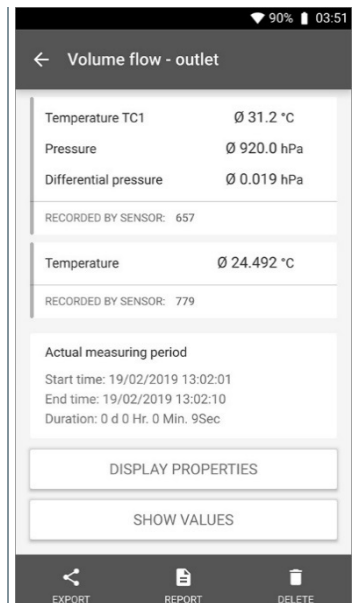 90% 03:51
Volume flow - outlet
Temperature TC1 Ø 31.2 °C
Pressure Ø 920.0 hPa
Differential pressure Ø 0.019 hPa
RECORDED BY SENSOR: 657
Temperature Ø 24.492 °C
RECORDED BY SENSOR: 779
Actual measuring period
Start time: 19/02/2019 13:02:01
End time: 19/02/2019 13:02:10
Duration: 0 d 0 Hr. 0 Min. 9Sec
DISPLAY PROPERTIES
SHOW VALUES
EXPORT REPORT DELETE